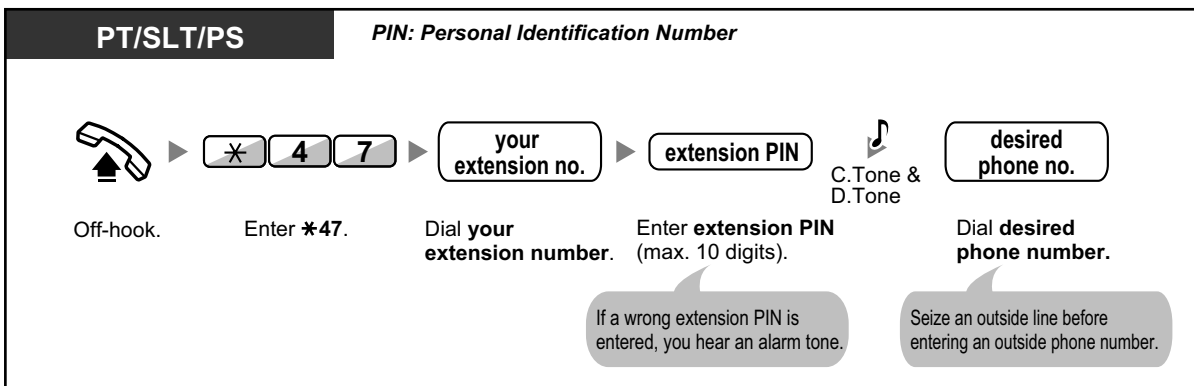 PT/SLT/PS
PIN: Personal Identification Number
* 4 7
your
extension no.
extension PIN
C.Tone &
D.Tone
desired
phone no.
Off-hook.
Enter *47.
Dial your
extension number.
Enter extension PIN
(max. 10 digits).
Dial desired
phone number.
If a wrong extension PIN is
entered, you hear an alarm tone.
Seize an outside line before
entering an outside phone number.